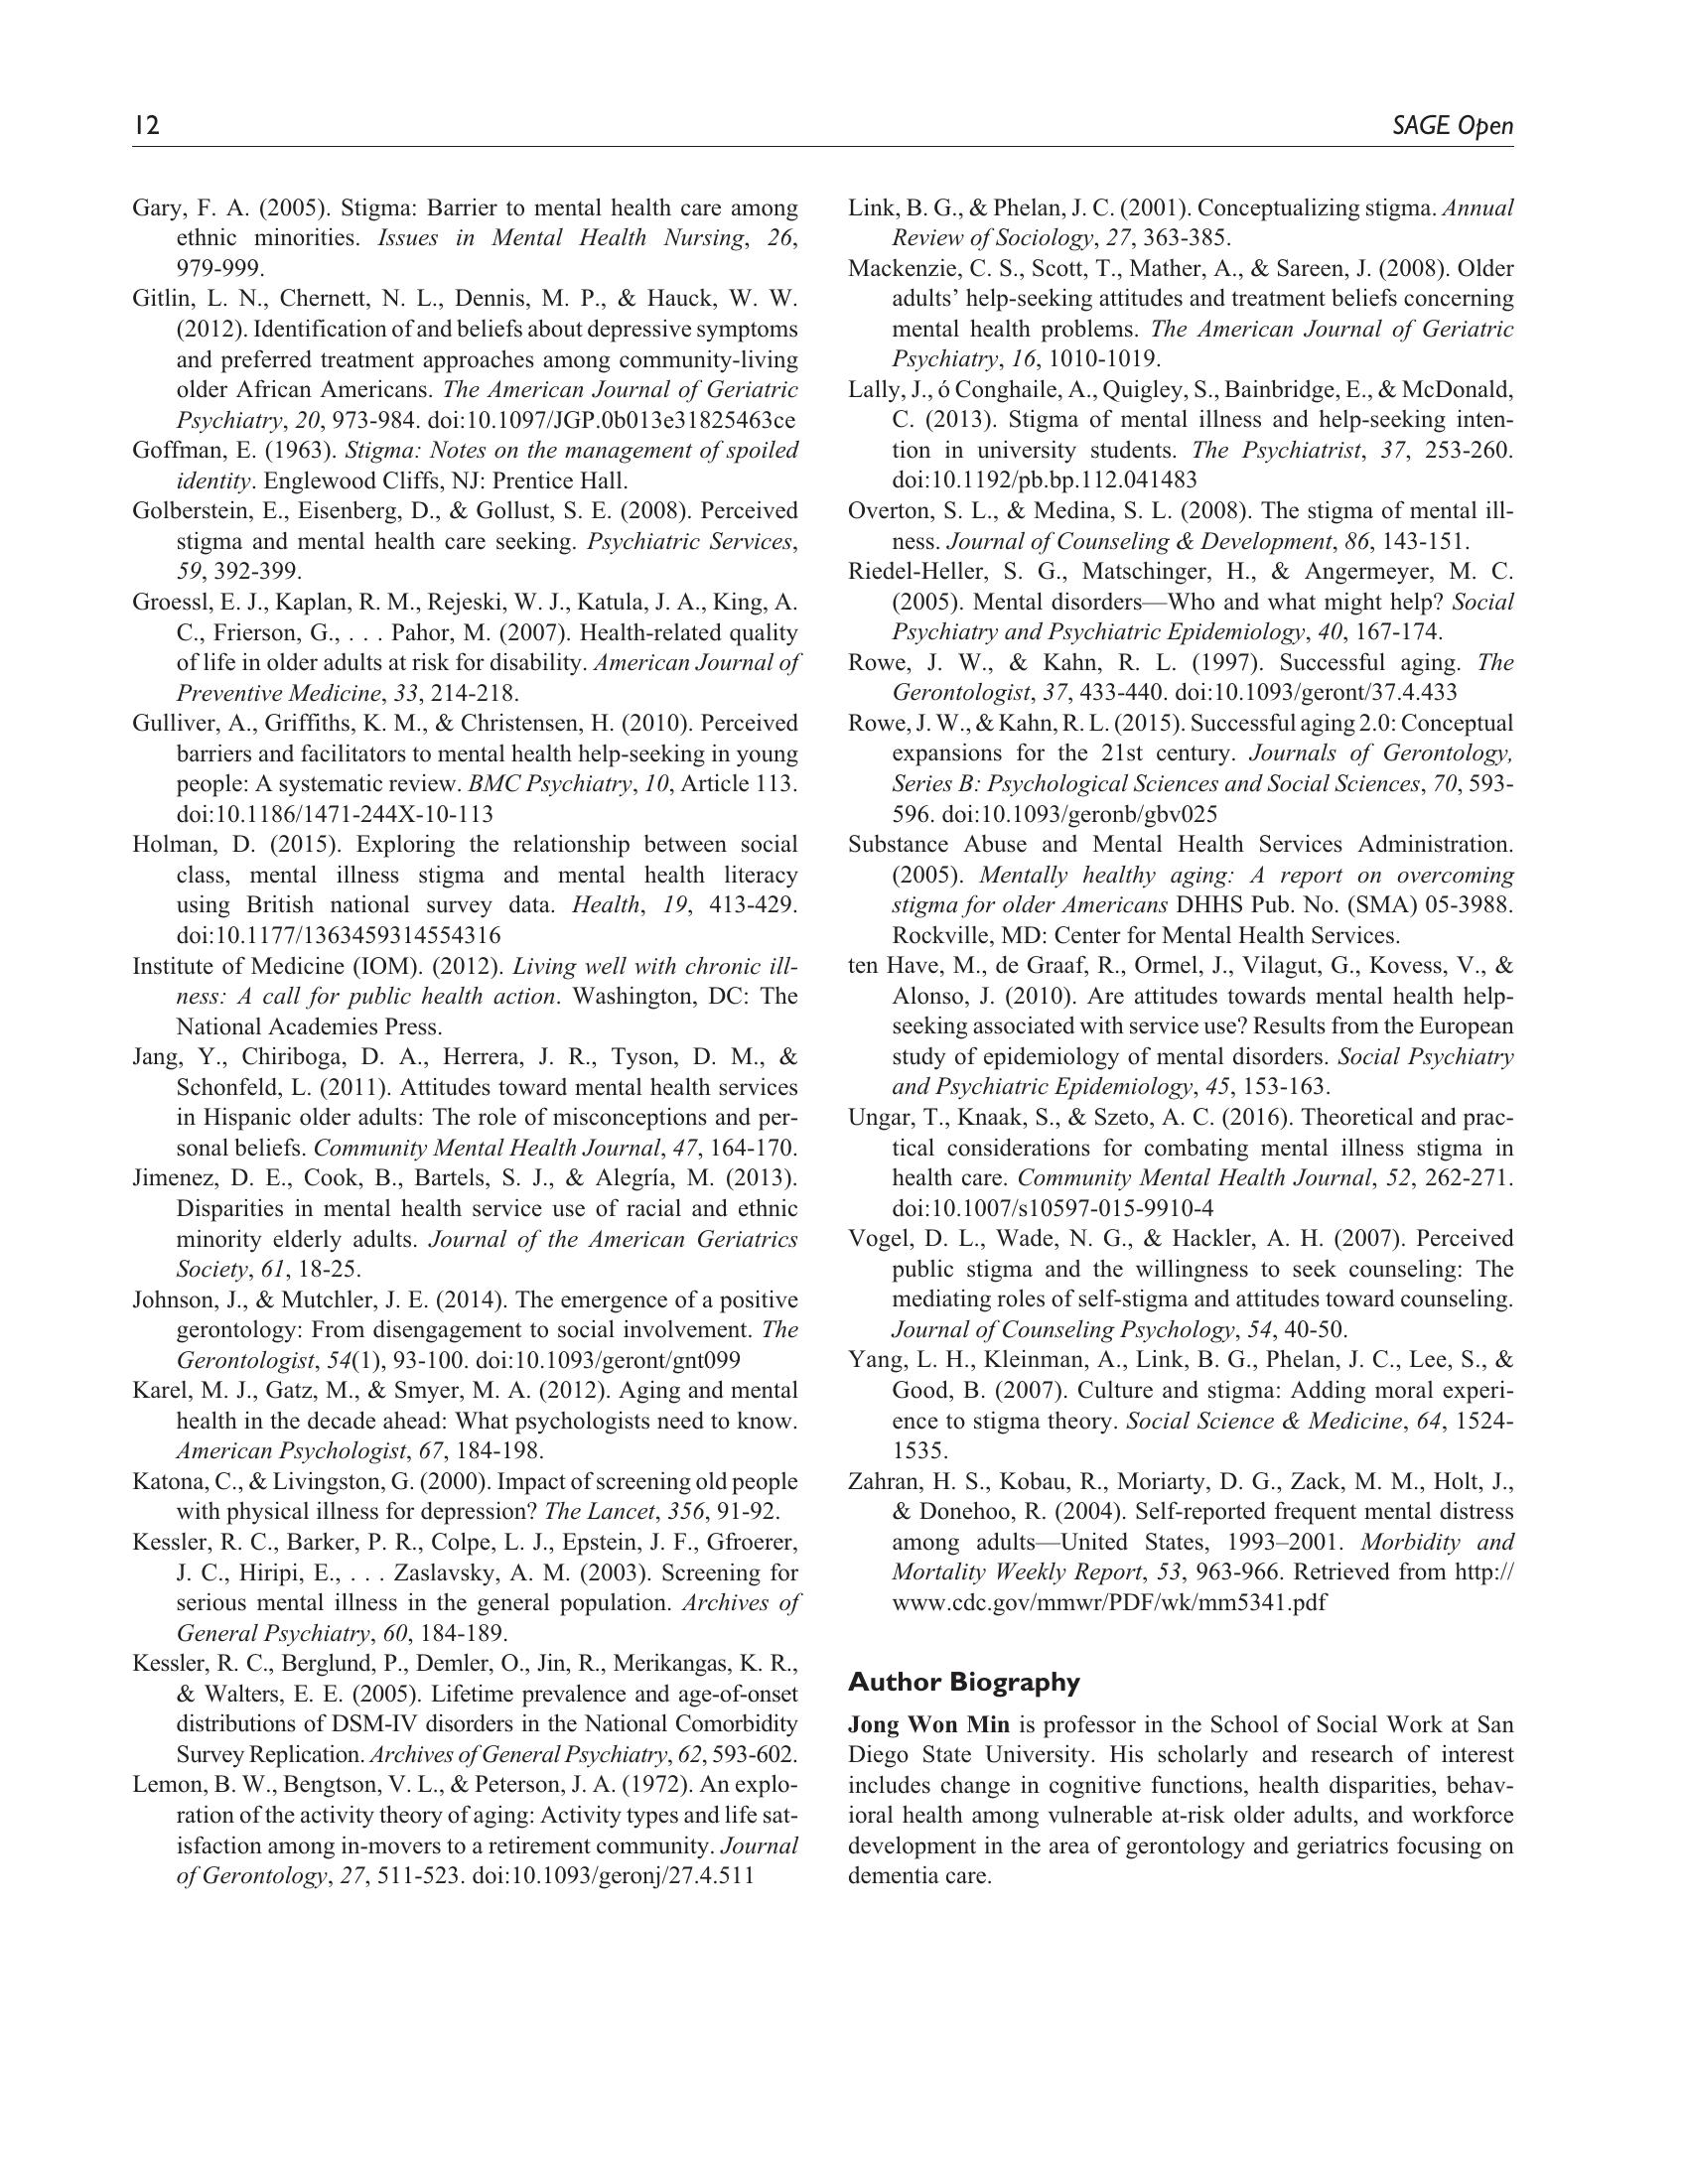 12
SAGE Open
Gary, F. A. (2005). Stigma: Barrier to mental health care among
ethnic minorities. Issues in Mental Health Nursing, 26,
979-999.
Gitlin, L. N., Chernett, N. L., Dennis, M. P., & Hauck, W. W.
(2012). Identification of and beliefs about depressive symptoms
and preferred treatment approaches among community-living
older African Americans. The American Journal of Geriatric
Psychiatry, 20, 973-984. doi:10.1097/JGP.0b013e31825463ce
Goffman, E. (1963). Stigma: Notes on the management of spoiled
identity. Englewood Cliffs, NJ: Prentice Hall.
Golberstein, E., Eisenberg, D., & Gollust, S. E. (2008). Perceived
stigma and mental health care seeking. Psychiatric Services,
59, 392-399.
Groessl, E. J., Kaplan, R. M., Rejeski, W. J., Katula, J. A., King, A.
C., Frierson, G., . . . Pahor, M. (2007). Health-related quality
of life in older adults at risk for disability. American Journal of
Preventive Medicine, 33, 214-218.
Gulliver, A., Griffiths, K. M., & Christensen, H. (2010). Perceived
barriers and facilitators to mental health help-seeking in young
people: A systematic review. BMC Psychiatry, 10, Article 113.
doi:10.1186/1471-244X-10-113
Holman, D. (2015). Exploring the relationship between social
class, mental illness stigma and mental health literacy
using British national survey data. Health, 19, 413-429.
doi:10.1177/1363459314554316
Institute of Medicine (IOM). (2012). Living well with chronic ill-
ness: A call for public health action. Washington, DC: The
National Academies Press.
Jang, Y., Chiriboga, D. A., Herrera, J. R., Tyson, D. M., &
Schonfeld, L. (2011). Attitudes toward mental health services
in Hispanic older adults: The role of misconceptions and per-
sonal beliefs. Community Mental Health Journal, 47, 164-170.
Jimenez, D. E., Cook, B., Bartels, S. J., & Alegría, M. (2013).
Disparities in mental health service use of racial and ethnic
minority elderly adults. Journal of the American Geriatrics
Society, 61, 18-25.
Johnson, J., & Mutchler, J. E. (2014). The emergence of a positive
gerontology: From disengagement to social involvement. The
Gerontologist, 54(1), 93-100. doi:10.1093/geront/gnt099
Karel, M. J., Gatz, M., & Smyer, M. A. (2012). Aging and mental
health in the decade ahead: What psychologists need to know.
American Psychologist, 67, 184-198.
Katona, C., & Livingston, G. (2000). Impact of screening old people
with physical illness for depression? The Lancet, 356, 91-92.
Kessler, R. C., Barker, P. R., Colpe, L. J., Epstein, J. F., Gfroerer,
J. C., Hiripi, E., . . . Zaslavsky, A. M. (2003). Screening for
serious mental illness in the general population. Archives of
General Psychiatry, 60, 184-189.
Kessler, R. C., Berglund, P., Demler, O., Jin, R., Merikangas, K. R.,
& Walters, E. E. (2005). Lifetime prevalence and age-of-onset
distributions of DSM-IV disorders in the National Comorbidity
Survey Replication. Archives of General Psychiatry, 62, 593-602.
Lemon, B. W., Bengtson, V. L., & Peterson, J. A. (1972). An explo-
ration of the activity theory of aging: Activity types and life sat-
isfaction among in-movers to a retirement community. Journal
of Gerontology, 27, 511-523. doi:10.1093/geronj/27.4.511
Link, B. G., & Phelan, J. C. (2001). Conceptualizing stigma. Annual
Review of Sociology, 27, 363-385.
Mackenzie, C. S., Scott, T., Mather, A., & Sareen, J. (2008). Older
adults’ help-seeking attitudes and treatment beliefs concerning
mental health problems. The American Journal of Geriatric
Psychiatry, 16, 1010-1019.
Lally, J., ó Conghaile, A., Quigley, S., Bainbridge, E., & McDonald,
C. (2013). Stigma of mental illness and help-seeking inten-
tion in university students. The Psychiatrist, 37, 253-260.
doi:10.1192/pb.bp.112.041483
Overton, S. L., & Medina, S. L. (2008). The stigma of mental ill-
ness. Journal of Counseling & Development, 86, 143-151.
Riedel-Heller, S. G., Matschinger, H., & Angermeyer, M. C.
(2005). Mental disorders—Who and what might help? Social
Psychiatry and Psychiatric Epidemiology, 40, 167-174.
Rowe, J. W., & Kahn, R. L. (1997). Successful aging. The
Gerontologist, 37, 433-440. doi:10.1093/geront/37.4.433
Rowe, J. W., & Kahn, R. L. (2015). Successful aging 2.0: Conceptual
expansions for the 21st century. Journals of Gerontology,
Series B: Psychological Sciences and Social Sciences, 70, 593-
596. doi:10.1093/geronb/gbv025
Substance Abuse and Mental Health Services Administration.
(2005). Mentally healthy aging: A report on overcoming
stigma for older Americans DHHS Pub. No. (SMA) 05-3988.
Rockville, MD: Center for Mental Health Services.
ten Have, M., de Graaf, R., Ormel, J., Vilagut, G., Kovess, V., &
Alonso, J. (2010). Are attitudes towards mental health help-
seeking associated with service use? Results from the European
study of epidemiology of mental disorders. Social Psychiatry
and Psychiatric Epidemiology, 45, 153-163.
Ungar, T., Knaak, S., & Szeto, A. C. (2016). Theoretical and prac-
tical considerations for combating mental illness stigma in
health care. Community Mental Health Journal, 52, 262-271.
doi:10.1007/s10597-015-9910-4
Vogel, D. L., Wade, N. G., & Hackler, A. H. (2007). Perceived
public stigma and the willingness to seek counseling: The
mediating roles of self-stigma and attitudes toward counseling.
Journal of Counseling Psychology, 54, 40-50.
Yang, L. H., Kleinman, A., Link, B. G., Phelan, J. C., Lee, S., &
Good, B. (2007). Culture and stigma: Adding moral experi-
ence to stigma theory. Social Science & Medicine, 64, 1524-
1535.
Zahran, H. S., Kobau, R., Moriarty, D. G., Zack, M. M., Holt, J.,
& Donehoo, R. (2004). Self-reported frequent mental distress
among adults—United States, 1993–2001. Morbidity and
Mortality Weekly Report, 53, 963-966. Retrieved from http://
www.cdc.gov/mmwr/PDF/wk/mm5341.pdf
Author Biography
Jong Won Min is professor in the School of Social Work at San
Diego State University. His scholarly and research of interest
includes change in cognitive functions, health disparities, behav-
ioral health among vulnerable at-risk older adults, and workforce
development in the area of gerontology and geriatrics focusing on
dementia care.